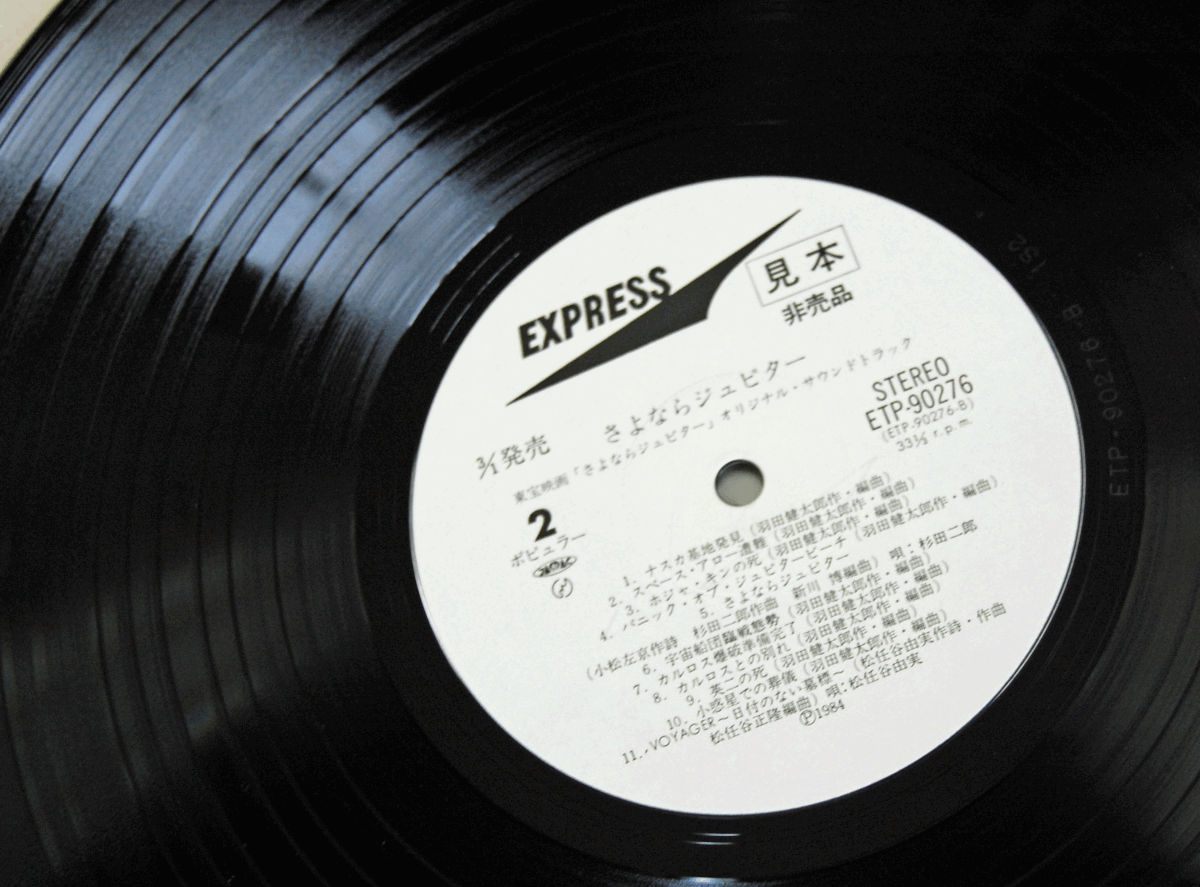 EXPRESS
見本
非売品
3/1発売
さよならジュピター
東宝映画「さよならジュピター」オリジナル・サウンドトラック
STEREO
ETP-90276
(ETP-90276-B)
33⅓ r.p.m.
2
ポピュラー
1. ナスカ基地発見 (羽田健太郎作・編曲)
2. スペース・アロー遭難 (羽田健太郎作・編曲)
3. ホジャ・キンの死 (羽田健太郎作・編曲)
4. パニック・オブ・ジュピタービーチ (羽田健太郎作・編曲)
5. さよならジュピター
(小松左京作詩 杉田二郎作曲 新川 博編曲) 唄：杉田二郎
6. 宇宙船団臨戦態勢 (羽田健太郎作・編曲)
7. カルロス爆破準備完了 (羽田健太郎作・編曲)
8. カルロスとの別れ (羽田健太郎作・編曲)
9. 英二の死 (羽田健太郎作・編曲)
10. 小惑星での葬儀 (羽田健太郎作・編曲)
11. VOYAGER～日付のない墓標～ (松任谷由実作詩・作曲
松任谷正隆編曲) 唄：松任谷由実
Ⓟ1984
1S2
ETP-90276-B